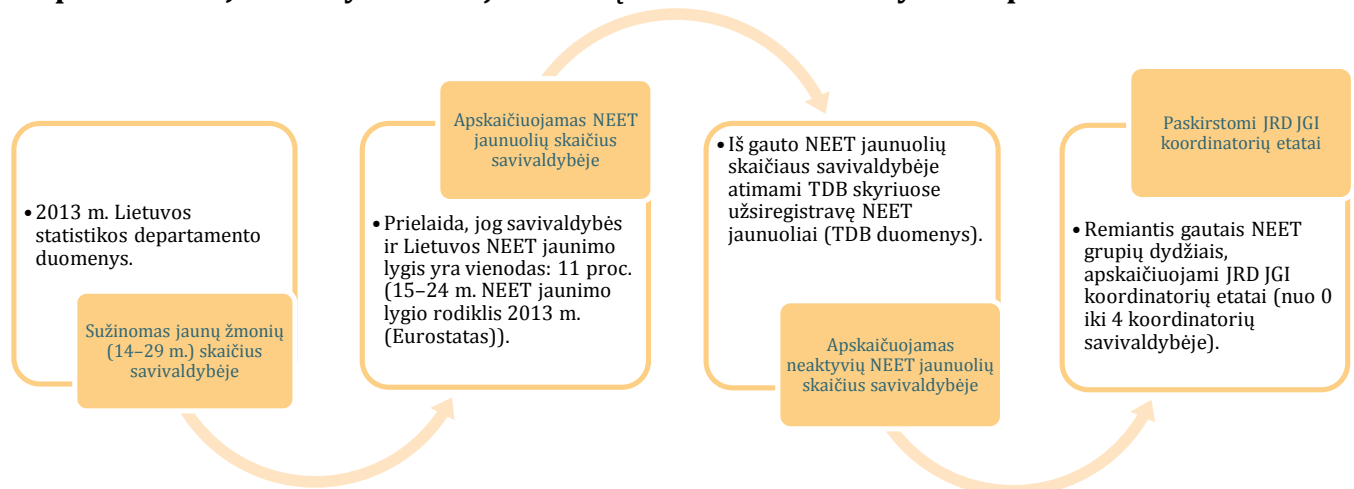 • 2013 m. Lietuvos
statistikos departamento
duomenys.
Sužinomas jaunų žmonių
(14–29 m.) skaičius
savivaldybėje
Apskaičiuojamas NEET
jaunuolių skaičius
savivaldybėje
• Prielaida, jog savivaldybės
ir Lietuvos NEET jaunimo
lygis yra vienodas: 11 proc.
(15–24 m. NEET jaunimo
lygio rodiklis 2013 m.
(Eurostatas)).
• Iš gauto NEET jaunuolių
skaičiaus savivaldybėje
atimami TDB skyriuose
užsiregistravę NEET
jaunuoliai (TDB duomenys).
Apskaičuojamas
neaktyvių NEET jaunuolių
skaičius savivaldybėje
Paskirstomi JRD JGI
koordinatorių etatai
• Remiantis gautais NEET
grupių dydžiais,
apskaičiuojami JRD JGI
koordinatorių etatai (nuo 0
iki 4 koordinatorių
savivaldybėje).